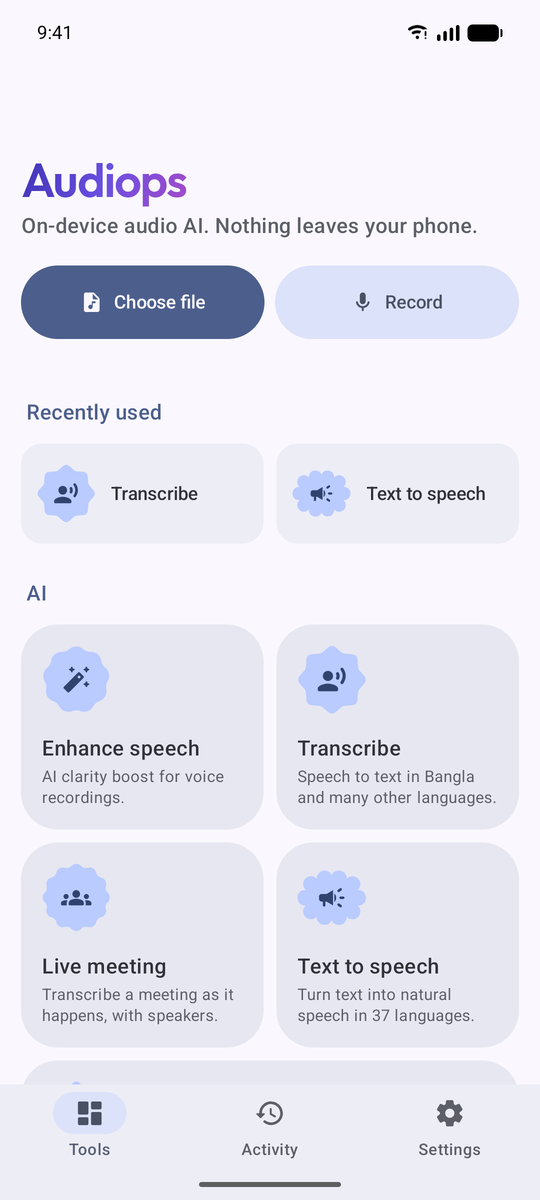 9:41
Audiops
On-device audio AI. Nothing leaves your phone.
Choose file
Record
Recently used
Transcribe
Text to speech
AI
Enhance speech
AI clarity boost for voice
recordings.
Transcribe
Speech to text in Bangla
and many other languages.
Live meeting
Transcribe a meeting as it
happens, with speakers.
Text to speech
Turn text into natural
speech in 37 languages.
Tools
Activity
Settings